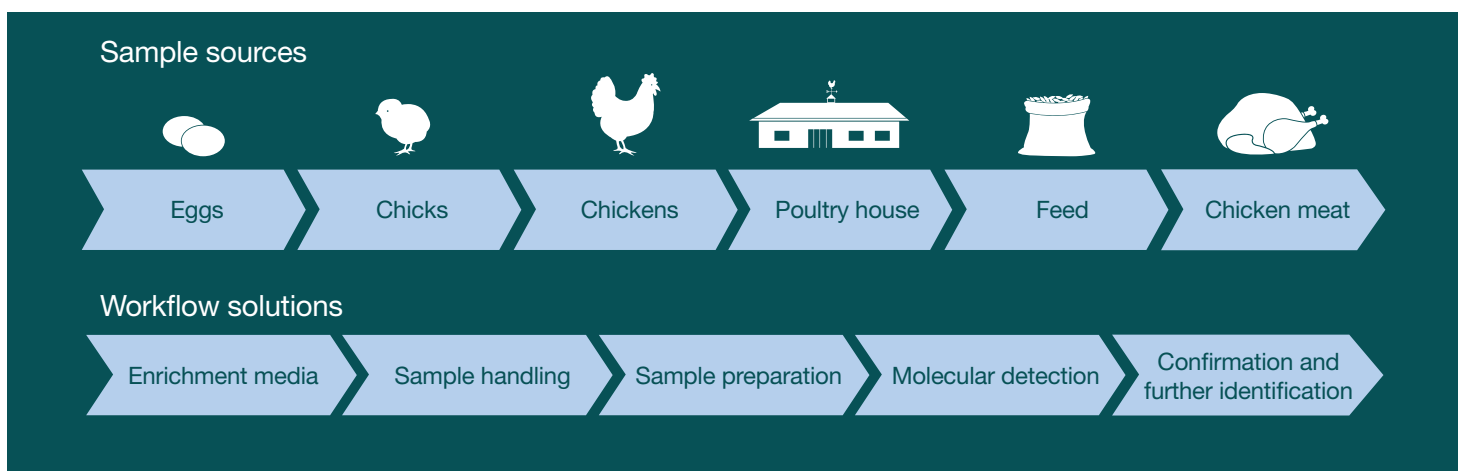 Sample sources
Eggs
Chicks
Chickens
Poultry house
Feed
Chicken meat
Workflow solutions
Enrichment media
Sample handling
Sample preparation
Molecular detection
Confirmation and
further identification